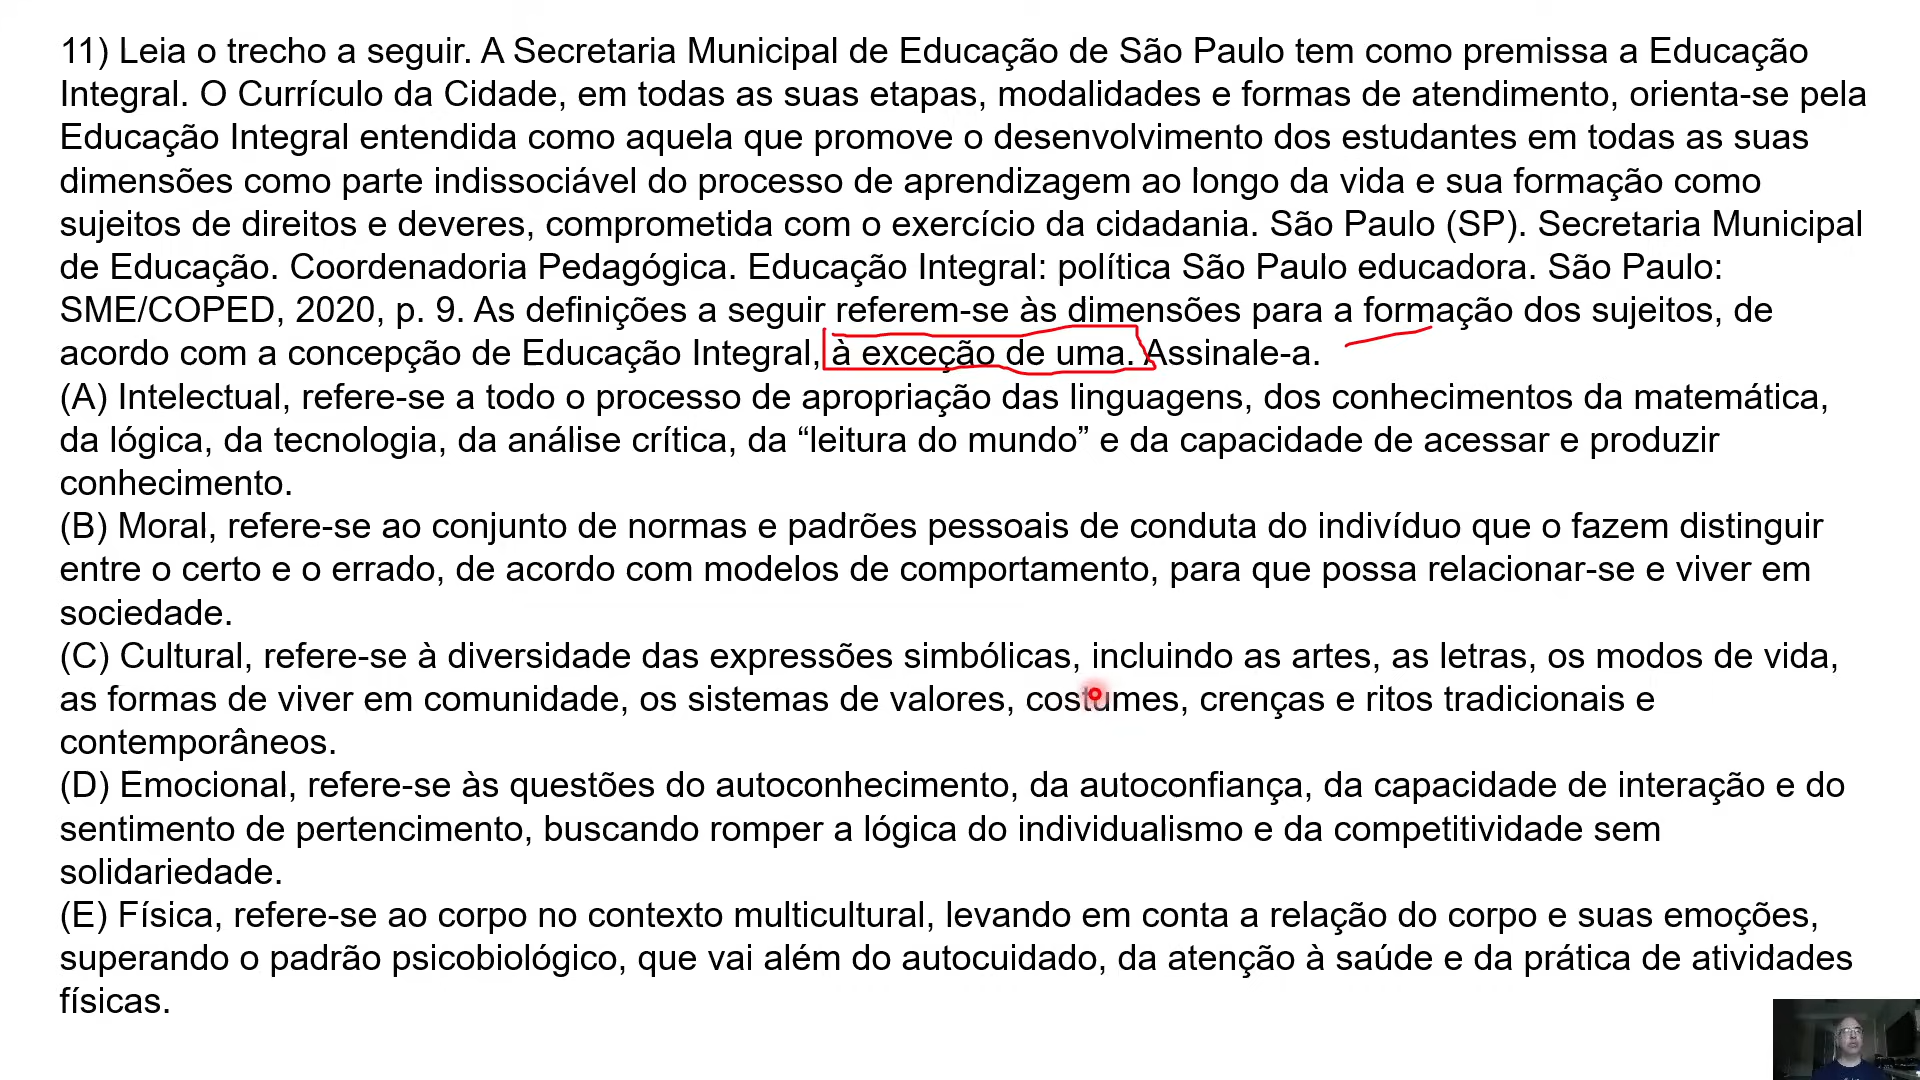 11) Leia o trecho a seguir. A Secretaria Municipal de Educação de São Paulo tem como premissa a Educação
Integral. O Currículo da Cidade, em todas as suas etapas, modalidades e formas de atendimento, orienta-se pela
Educação Integral entendida como aquela que promove o desenvolvimento dos estudantes em todas as suas
dimensões como parte indissociável do processo de aprendizagem ao longo da vida e sua formação como
sujeitos de direitos e deveres, comprometida com o exercício da cidadania. São Paulo (SP). Secretaria Municipal
de Educação. Coordenadoria Pedagógica. Educação Integral: política São Paulo educadora. São Paulo:
SME/COPED, 2020, p. 9. As definições a seguir referem-se às dimensões para a formação dos sujeitos, de
acordo com a concepção de Educação Integral, à exceção de uma. Assinale-a.
(A) Intelectual, refere-se a todo o processo de apropriação das linguagens, dos conhecimentos da matemática,
da lógica, da tecnologia, da análise crítica, da “leitura do mundo” e da capacidade de acessar e produzir
conhecimento.
(B) Moral, refere-se ao conjunto de normas e padrões pessoais de conduta do indivíduo que o fazem distinguir
entre o certo e o errado, de acordo com modelos de comportamento, para que possa relacionar-se e viver em
sociedade.
(C) Cultural, refere-se à diversidade das expressões simbólicas, incluindo as artes, as letras, os modos de vida,
as formas de viver em comunidade, os sistemas de valores, costumes, crenças e ritos tradicionais e
contemporâneos.
(D) Emocional, refere-se às questões do autoconhecimento, da autoconfiança, da capacidade de interação e do
sentimento de pertencimento, buscando romper a lógica do individualismo e da competitividade sem
solidariedade.
(E) Física, refere-se ao corpo no contexto multicultural, levando em conta a relação do corpo e suas emoções,
superando o padrão psicobiológico, que vai além do autocuidado, da atenção à saúde e da prática de atividades
físicas.